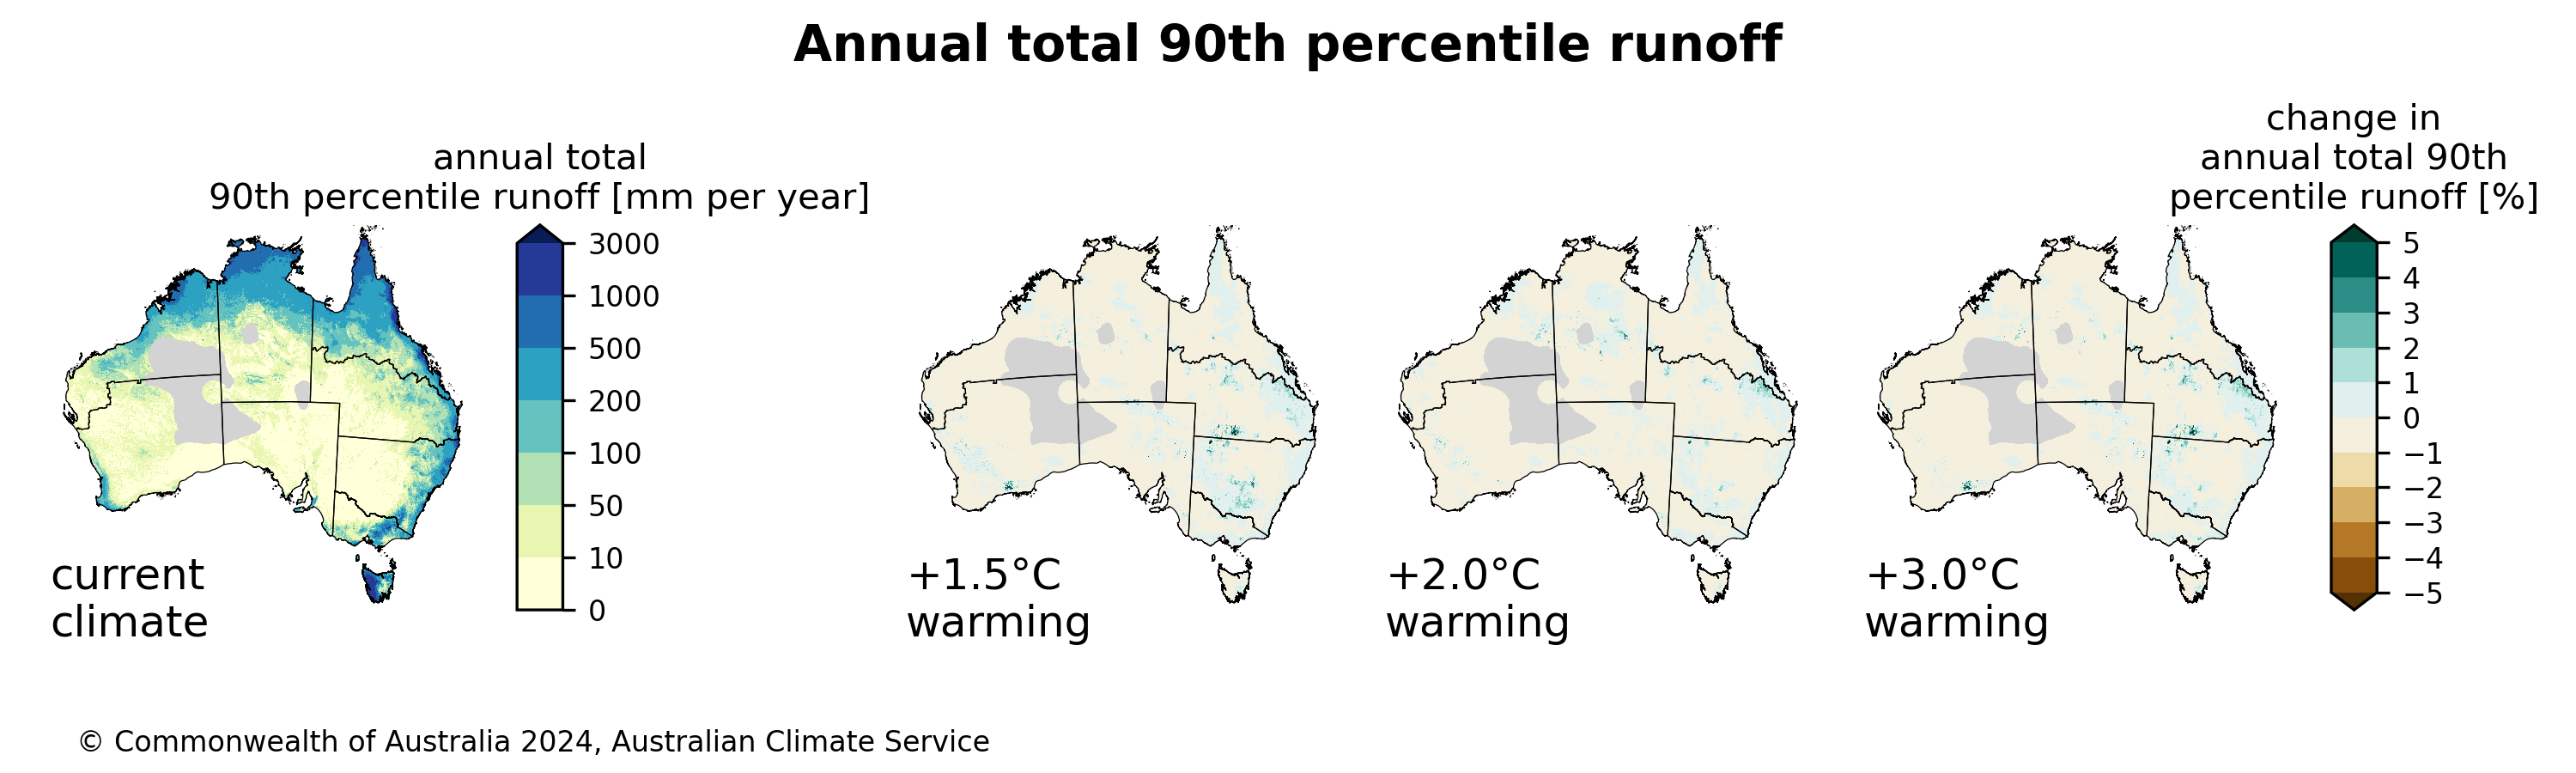 Annual total 90th percentile runoff
annual total
90th percentile runoff [mm per year]
3000
1000
500
200
100
50
10
0
current
climate
+1.5°C
warming
+2.0°C
warming
+3.0°C
warming
change in
annual total 90th
percentile runoff [%]
5
4
3
2
1
0
−1
−2
−3
−4
−5
© Commonwealth of Australia 2024, Australian Climate Service